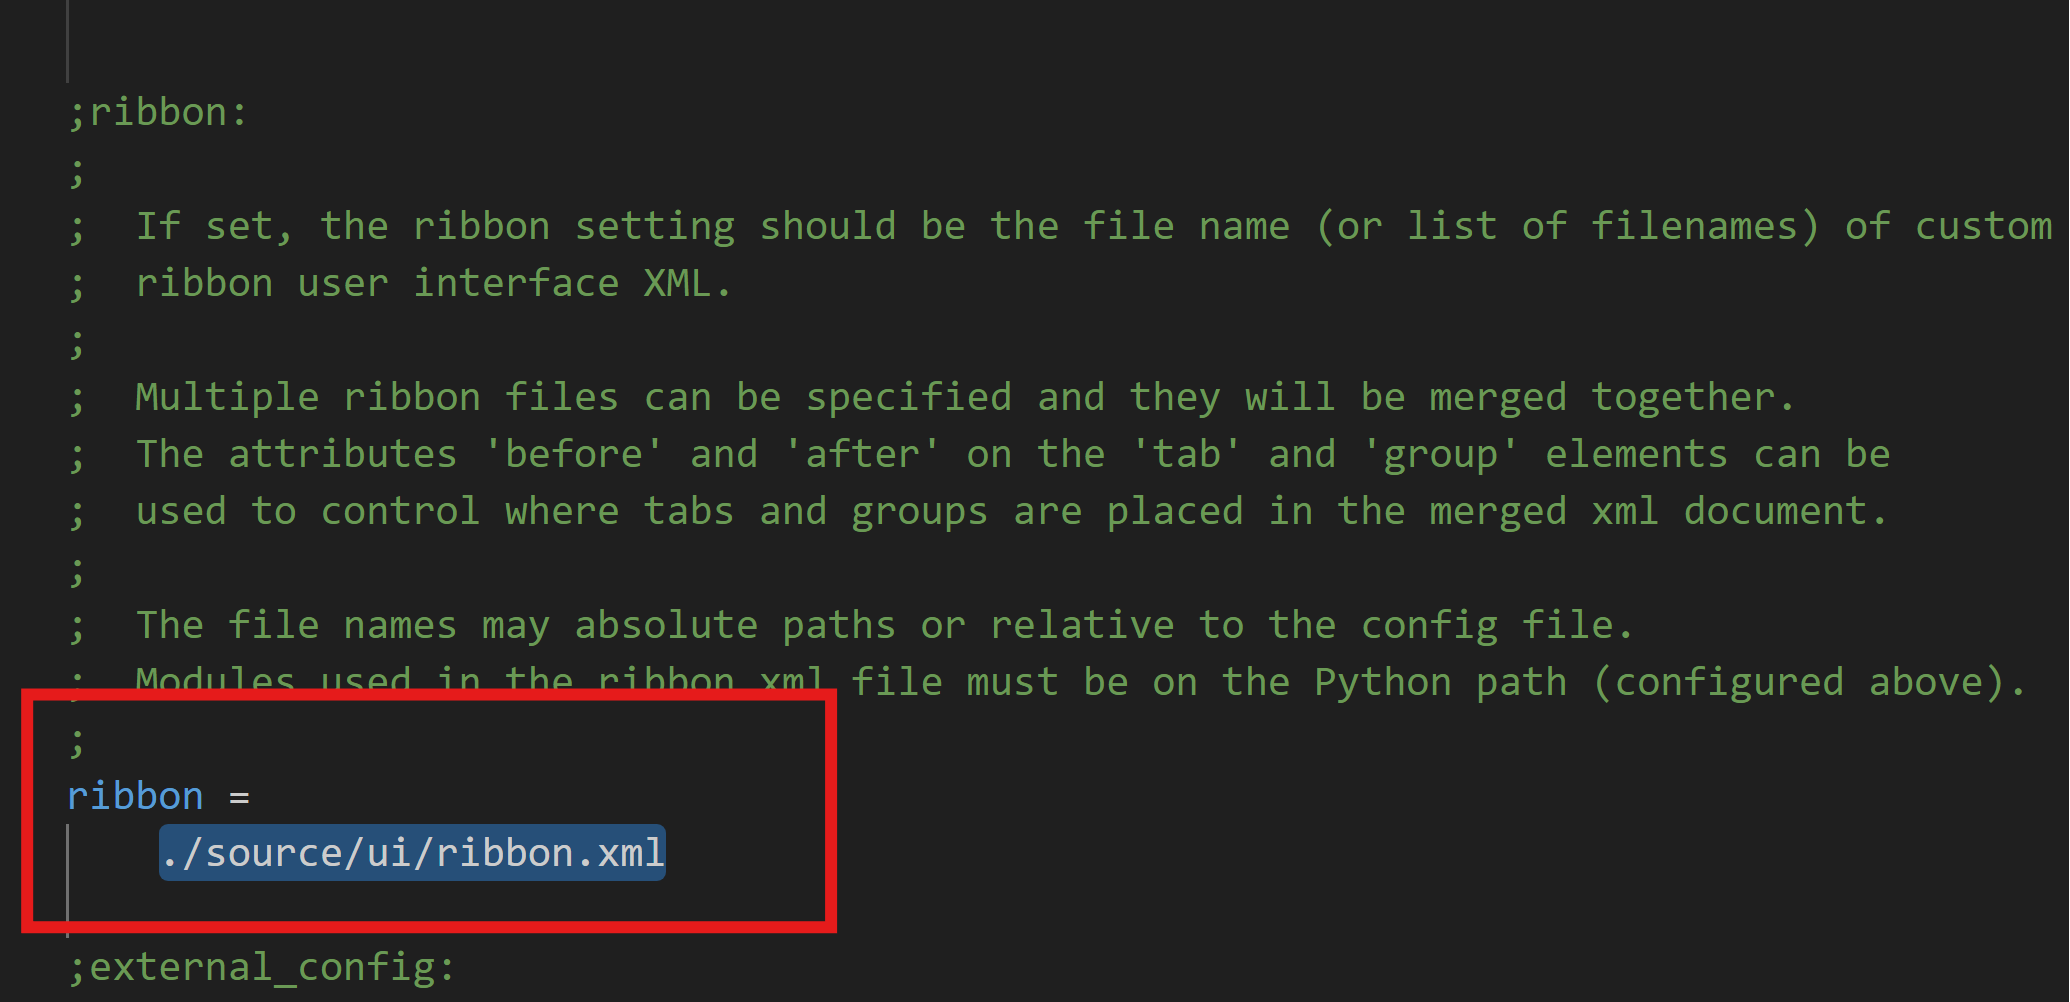 ;ribbon:
;
;  If set, the ribbon setting should be the file name (or list of filenames) of custom
;  ribbon user interface XML.
;
;  Multiple ribbon files can be specified and they will be merged together.
;  The attributes 'before' and 'after' on the 'tab' and 'group' elements can be
;  used to control where tabs and groups are placed in the merged xml document.
;
;  The file names may absolute paths or relative to the config file.
;  Modules used in the ribbon xml file must be on the Python path (configured above).
;
ribbon =
    ./source/ui/ribbon.xml
;external_config: